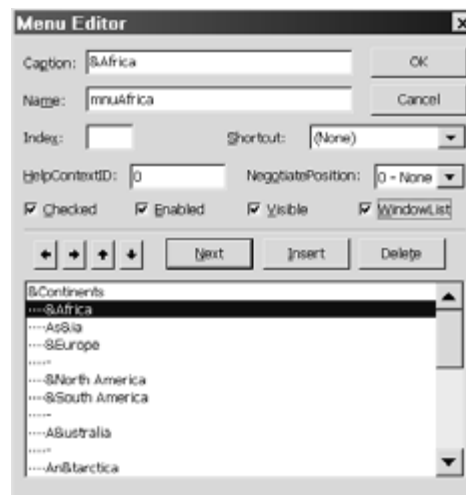 Menu Editor
Caption: &Africa OK
Name: mnuAfrica Cancel
Index: Shortcut: (None)
HelpContextID: 0 NegotiatePosition: 0 - None
Checked Enabled Visible WindowList
Next Insert Delete
&Continents
····&Africa
····As&ia
····&Europe
····-
····&North America
····&South America
····-
····A&ustralia
····-
····An&tarctica